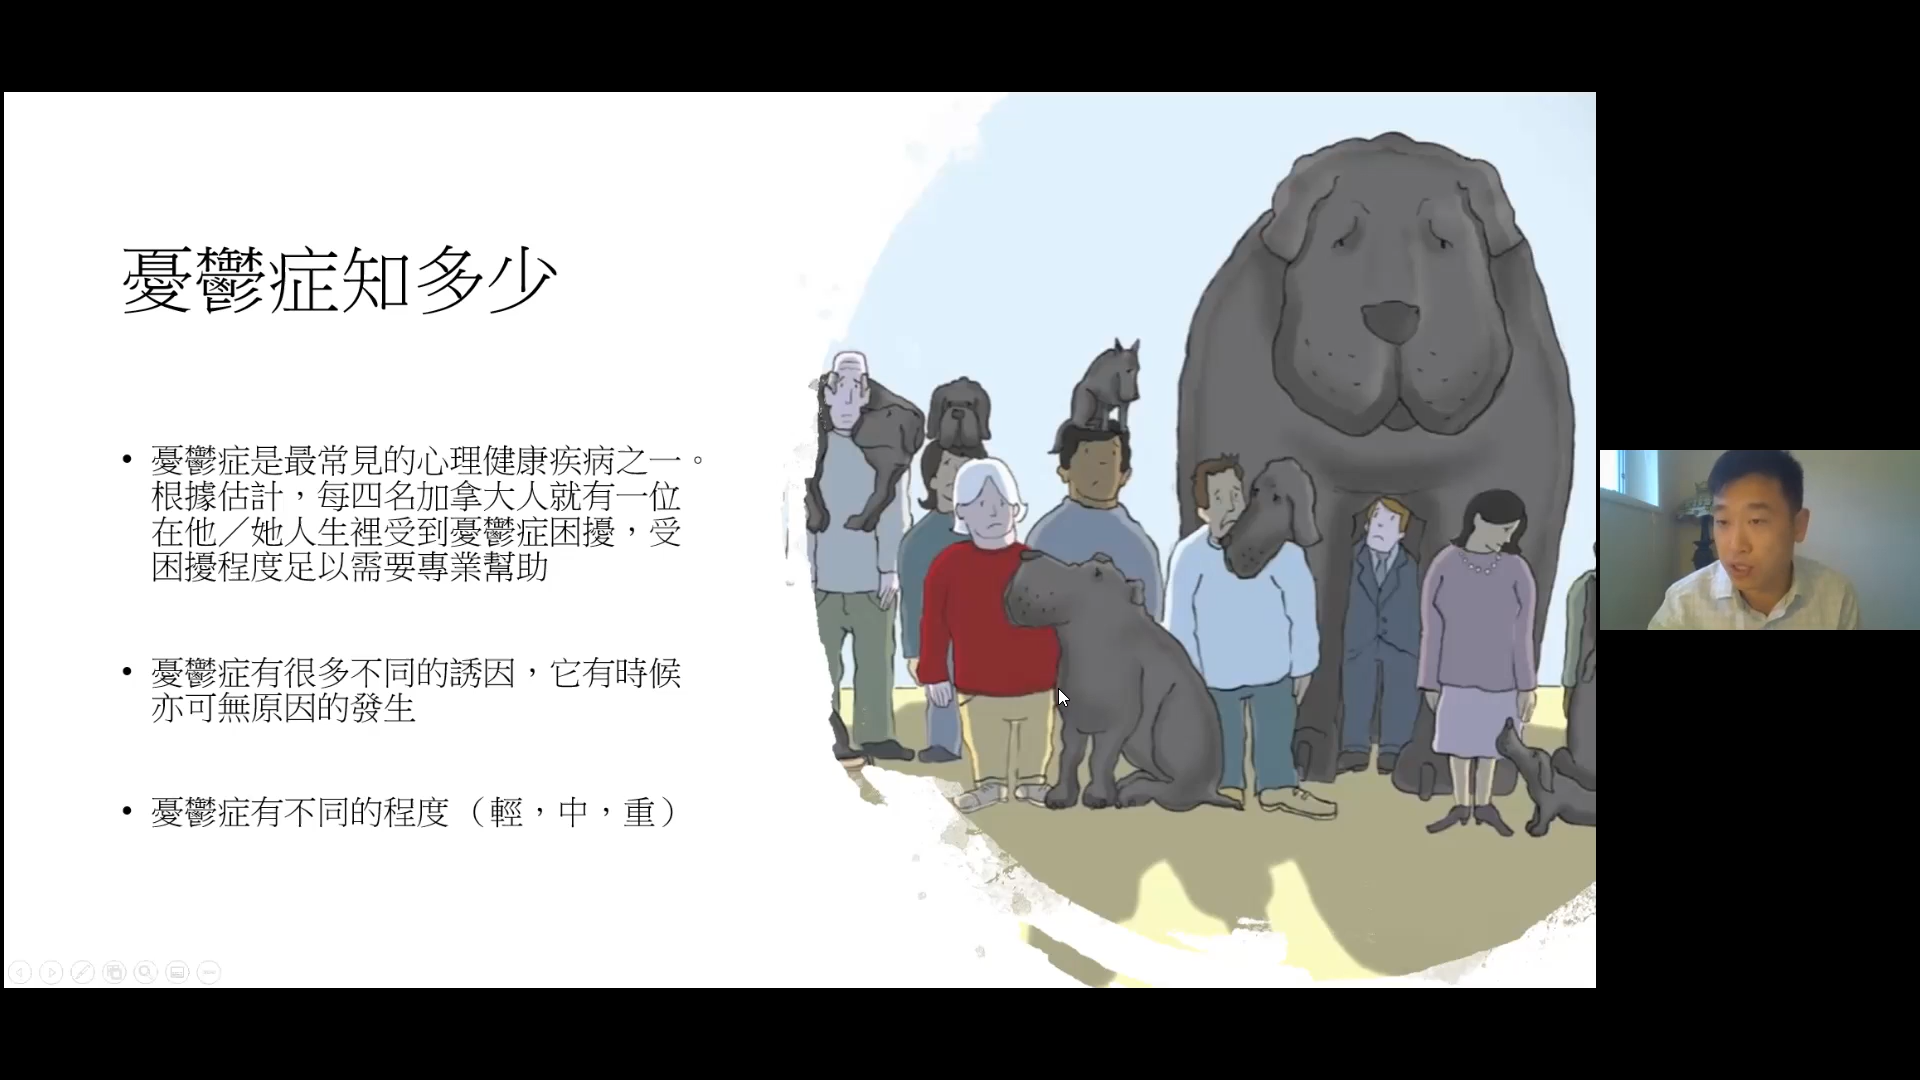 憂鬱症知多少
• 憂鬱症是最常見的心理健康疾病之一。
根據估計，每四名加拿大人就有一位
在他／她人生裡受到憂鬱症困擾，受
困擾程度足以需要專業幫助
• 憂鬱症有很多不同的誘因，它有時候
亦可無原因的發生
• 憂鬱症有不同的程度（輕，中，重）